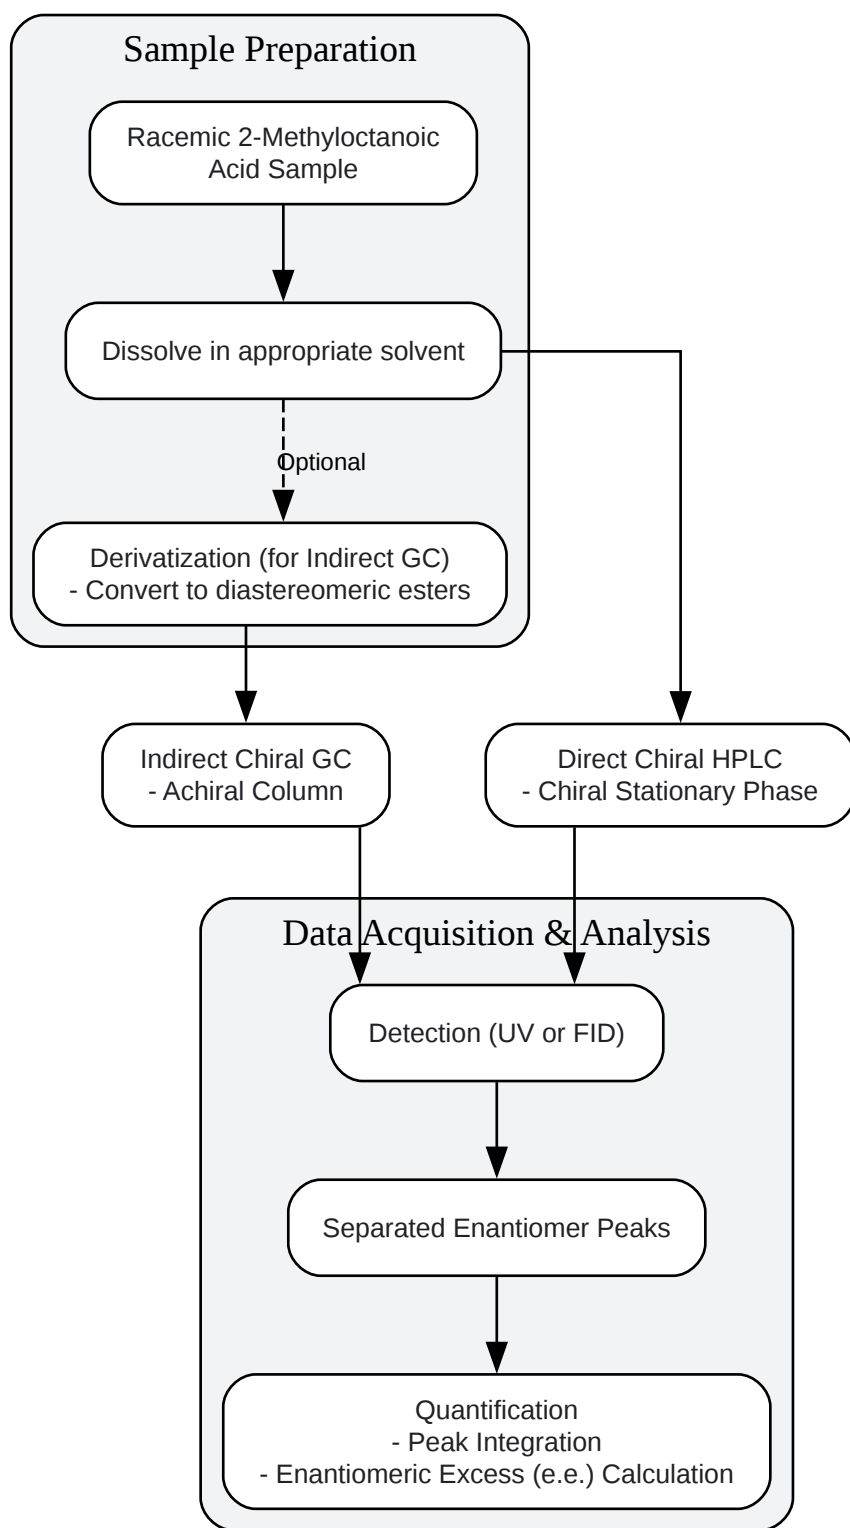 Sample Preparation
Racemic 2-Methyloctanoic
Acid Sample
Dissolve in appropriate solvent
Optional
Derivatization (for Indirect GC)
- Convert to diastereomeric esters
Indirect Chiral GC
- Achiral Column
Direct Chiral HPLC
- Chiral Stationary Phase
Data Acquisition & Analysis
Detection (UV or FID)
Separated Enantiomer Peaks
Quantification
- Peak Integration
- Enantiomeric Excess (e.e.) Calculation